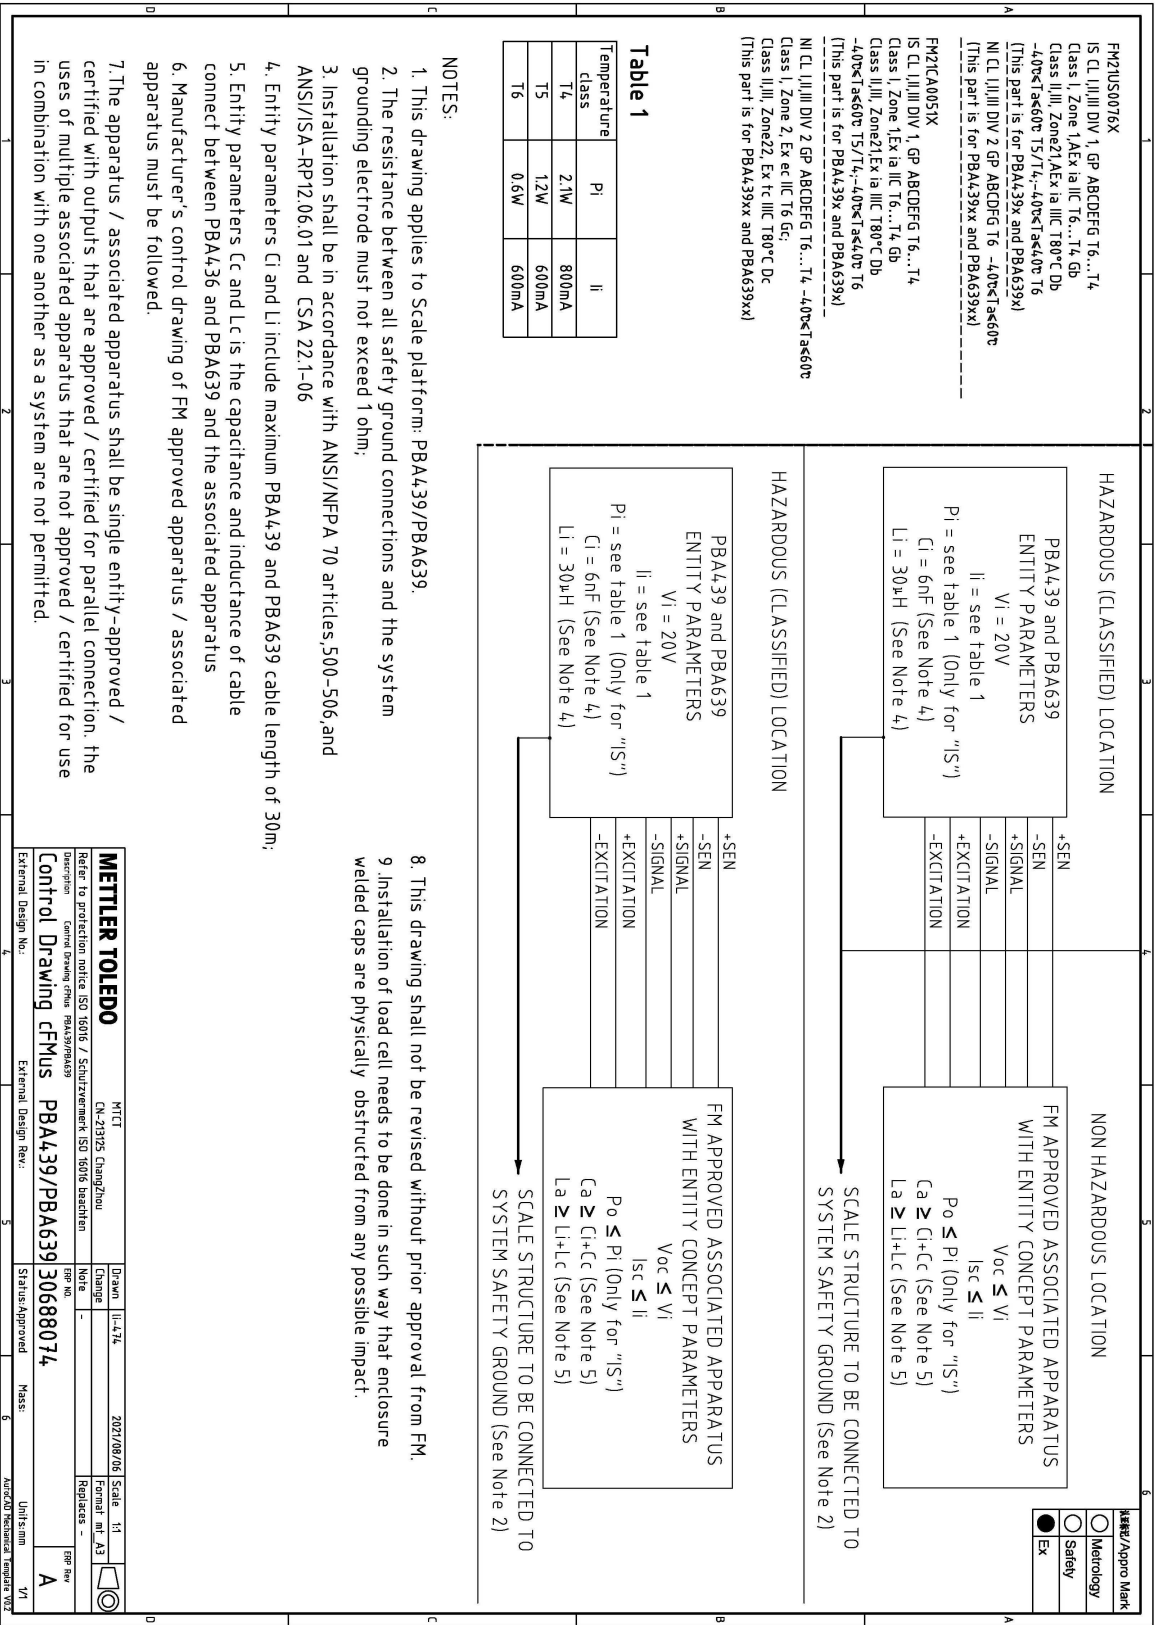 FM21US0076X
IS CL I,II,III DIV 1, GP ABCDEFG T6...T4
Class I, Zone 1,AEx ia IIC T6...T4 Gb
Class II,III, Zone21,AEx ia IIIC T80°C Db
-40℃≤Ta≤60℃ T5/T4;-40℃≤Ta≤40℃ T6
(This part is for PBA439x and PBA639x)
NI CL I,II,III DIV 2 GP ABCDEFG T6 -40℃≤Ta≤60℃
(This part is for PBA439xx and PBA639xx)
FM21CA0051X
IS CL I,II,III DIV 1, GP ABCDEFG T6...T4
Class I, Zone 1,Ex ia IIC T6...T4 Gb
Class II,III, Zone21,Ex ia IIIC T80°C Db
-40℃≤Ta≤60℃ T5/T4;-40℃≤Ta≤40℃ T6
(This part is for PBA439x and PBA639x)
NI CL I,II,III DIV 2 GP ABCDEFG T6...T4 -40℃≤Ta≤60℃
Class I, Zone 2, Ex ec IIC T6 Gc;
Class II,III, Zone22, Ex tc IIIC T80°C Dc
(This part is for PBA439xx and PBA639xx)
Table 1
Temperature class Pi Ii
T4 2.1W 800mA
T5 1.2W 600mA
T6 0.6W 600mA
HAZARDOUS (CLASSIFIED) LOCATION
PBA439 and PBA639
ENTITY PARAMETERS
Vi = 20V
Ii = see table 1
Pi = see table 1 (Only for "IS")
Ci = 6nF (See Note 4)
Li = 30μH (See Note 4)
+SEN
-SEN
+SIGNAL
-SIGNAL
+EXCITATION
-EXCITATION
NON HAZARDOUS LOCATION
FM APPROVED ASSOCIATED APPARATUS
WITH ENTITY CONCEPT PARAMETERS
Voc ≤ Vi
Isc ≤ Ii
Po ≤ Pi (Only for "IS")
Ca ≥ Ci+Cc (See Note 5)
La ≥ Li+Lc (See Note 5)
SCALE STRUCTURE TO BE CONNECTED TO
SYSTEM SAFETY GROUND (See Note 2)
HAZARDOUS (CLASSIFIED) LOCATION
PBA439 and PBA639
ENTITY PARAMETERS
Vi = 20V
Ii = see table 1
Pi = see table 1 (Only for "IS")
Ci = 6nF (See Note 4)
Li = 30μH (See Note 4)
+SEN
-SEN
+SIGNAL
-SIGNAL
+EXCITATION
-EXCITATION
FM APPROVED ASSOCIATED APPARATUS
WITH ENTITY CONCEPT PARAMETERS
Voc ≤ Vi
Isc ≤ Ii
Po ≤ Pi (Only for "IS")
Ca ≥ Ci+Cc (See Note 5)
La ≥ Li+Lc (See Note 5)
SCALE STRUCTURE TO BE CONNECTED TO
SYSTEM SAFETY GROUND (See Note 2)
/Appro Mark
Metrology
Safety
Ex
NOTES:
1. This drawing applies to Scale platform: PBA439/PBA639.
2. The resistance between all safety ground connections and the system
grounding electrode must not exceed 1 ohm;
3. Installation shall be in accordance with ANSI/NFPA 70 articles,500-506,and
ANSI/ISA-RP12.06.01 and CSA 22.1-06
4. Entity parameters Ci and Li include maximum PBA439 and PBA639 cable length of 30m;
5. Entity parameters Cc and Lc is the capacitance and inductance of cable
connect between PBA436 and PBA639 and the associated apparatus
6. Manufacturer's control drawing of FM approved apparatus / associated
apparatus must be followed.
7.The apparatus / associated apparatus shall be single entity-approved /
certified with outputs that are approved / certified for parallel connection. the
uses of multiple associated apparatus that are not approved / certified for use
in combination with one another as a system are not permitted.
8. This drawing shall not be revised without prior approval from FM.
9 .Installation of load cell needs to be done in such way that enclosure
welded caps are physically obstructed from any possible impact.
METTLER TOLEDO
MTCT
CN-213125 ChangZhou
Refer to protection notice ISO 16016 / Schutzvermerk ISO 16016 beachten
Description Control Drawing cFMus PBA439/PBA639
Control Drawing cFMus PBA439/PBA639
External Design No.: External Design Rev.:
Drawn li-474 2021/08/06
Change
Note -
Scale 1:1
Format mt_A3
Replaces -
ERP NO.
30688074
ERP Rev
A
Status:Approved Mass: Units:mm 1/1
AutoCAD Mechanical Template V0.2
1 2 3 4 5 6
1 2 3 4 5 6
A B C D
A B C D